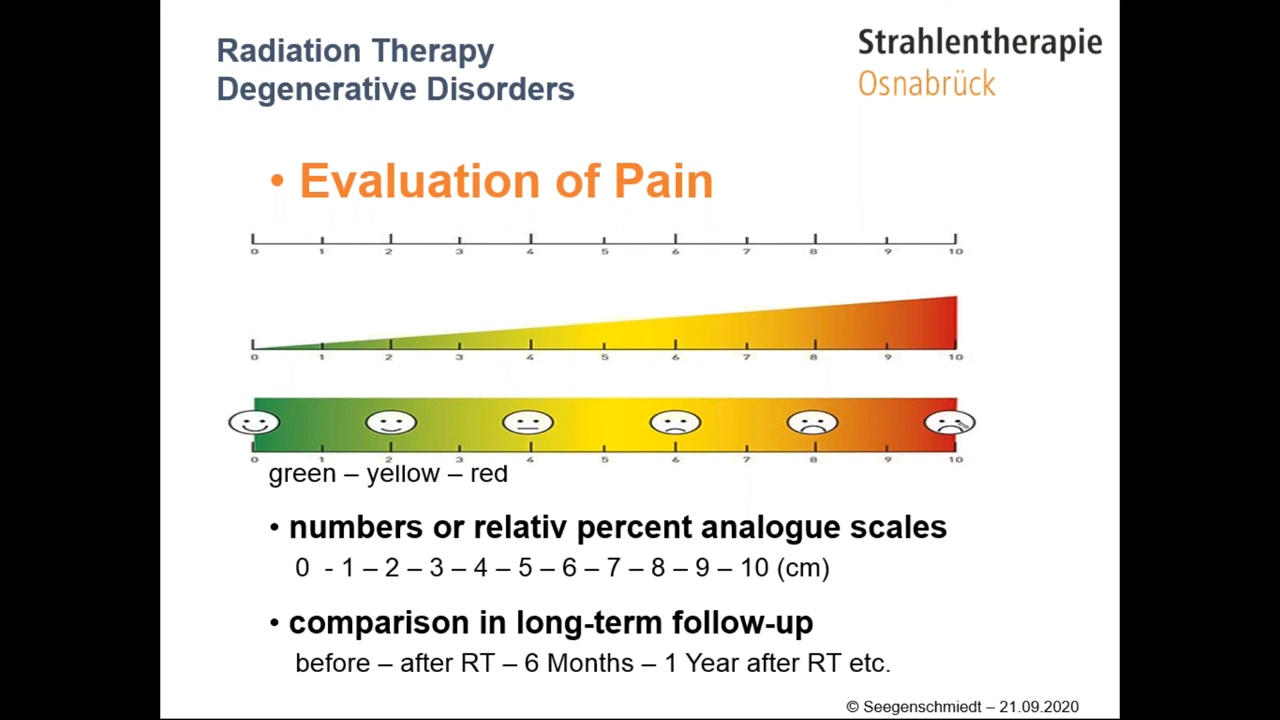 Radiation Therapy
Degenerative Disorders
Strahlentherapie
Osnabrück
• Evaluation of Pain
0 1 2 3 4 5 6 7 8 9 10
0 1 2 3 4 5 6 7 8 9 10
0 1 2 3 4 5 6 7 8 9 10
green – yellow – red
• numbers or relativ percent analogue scales
0 - 1 – 2 – 3 – 4 – 5 – 6 – 7 – 8 – 9 – 10 (cm)
• comparison in long-term follow-up
before – after RT – 6 Months – 1 Year after RT etc.
© Seegenschmiedt – 21.09.2020